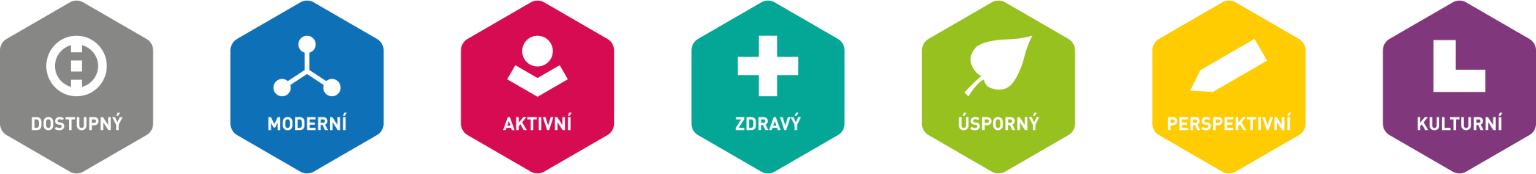 DOSTUPNÝ
MODERNÍ
AKTIVNÍ
ZDRAVÝ
ÚSPORNÝ
PERSPEKTIVNÍ
KULTURNÍ